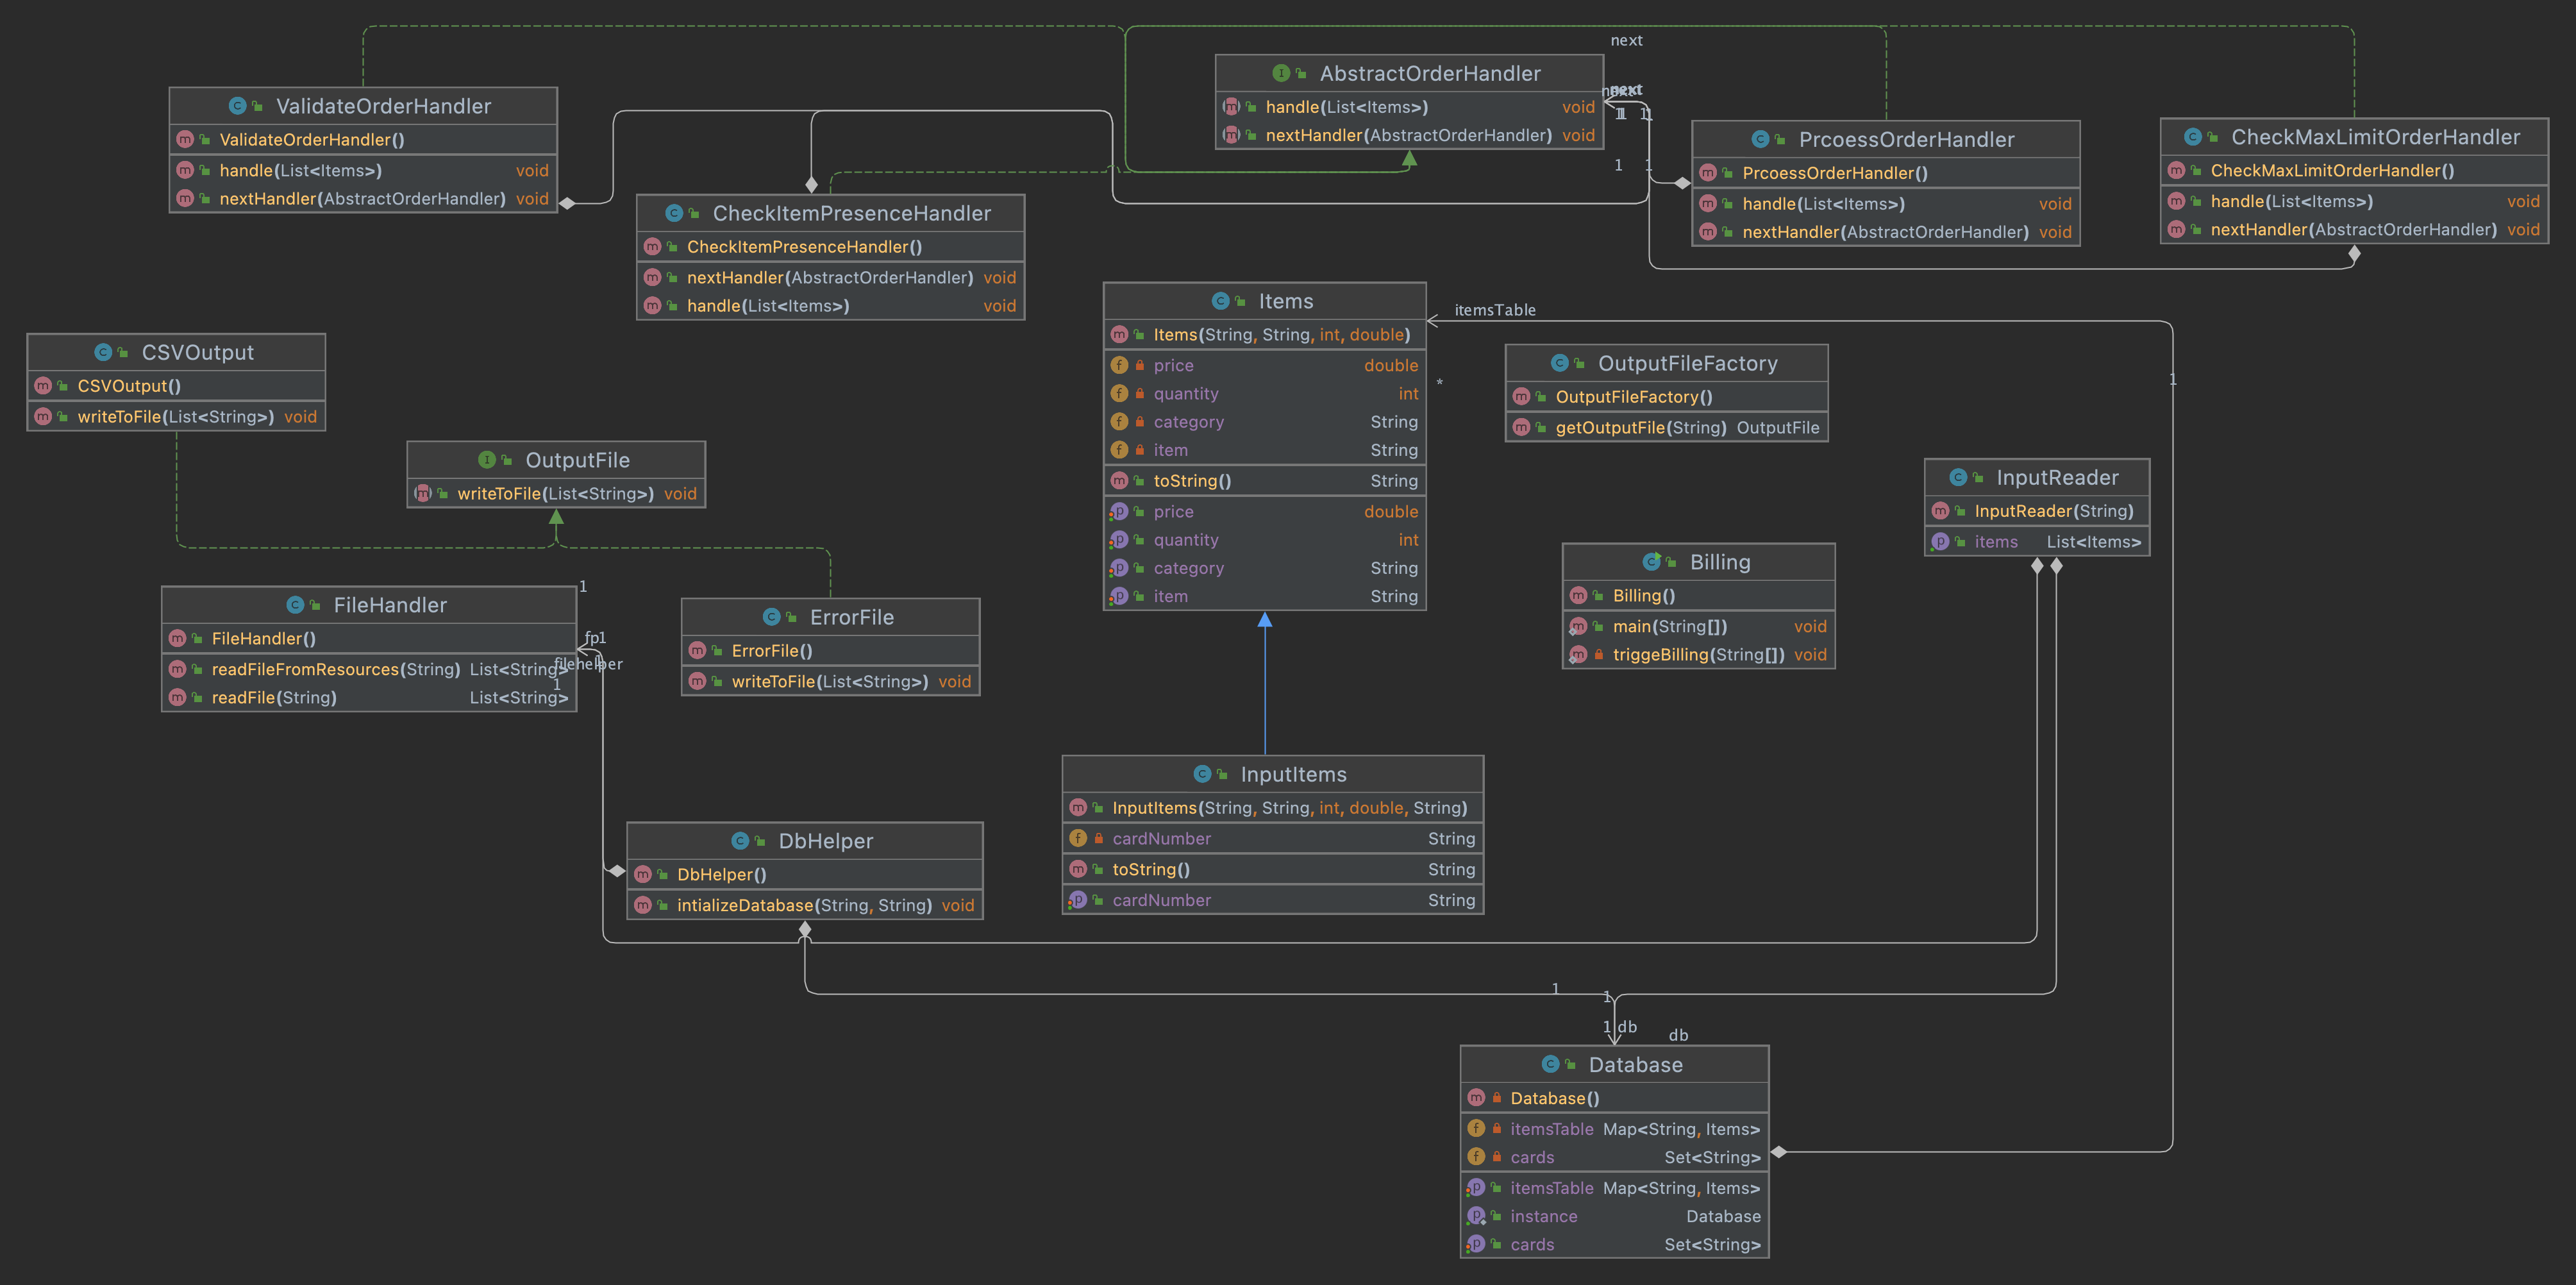 next
AbstractOrderHandler
handle(List<Items>) void
nextHandler(AbstractOrderHandler) void
next
1
1
1
1
ValidateOrderHandler
ValidateOrderHandler()
handle(List<Items>) void
nextHandler(AbstractOrderHandler) void
PrcoessOrderHandler
PrcoessOrderHandler()
handle(List<Items>) void
nextHandler(AbstractOrderHandler) void
CheckMaxLimitOrderHandler
CheckMaxLimitOrderHandler()
handle(List<Items>) void
nextHandler(AbstractOrderHandler) void
CheckItemPresenceHandler
CheckItemPresenceHandler()
nextHandler(AbstractOrderHandler) void
handle(List<Items>) void
Items
Items(String, String, int, double)
price double
quantity int
category String
item String
toString() String
price double
quantity int
category String
item String
itemsTable
*
1
CSVOutput
CSVOutput()
writeToFile(List<String>) void
OutputFileFactory
OutputFileFactory()
getOutputFile(String) OutputFile
OutputFile
writeToFile(List<String>) void
InputReader
InputReader(String)
items List<Items>
Billing
Billing()
main(String[]) void
triggeBilling(String[]) void
FileHandler
FileHandler()
readFileFromResources(String) List<String>
readFile(String) List<String>
1
fp1
filehelper
1
ErrorFile
ErrorFile()
writeToFile(List<String>) void
InputItems
InputItems(String, String, int, double, String)
cardNumber String
toString() String
cardNumber String
DbHelper
DbHelper()
intializeDatabase(String, String) void
1
1
1 db
db
Database
Database()
itemsTable Map<String, Items>
cards Set<String>
itemsTable Map<String, Items>
instance Database
cards Set<String>